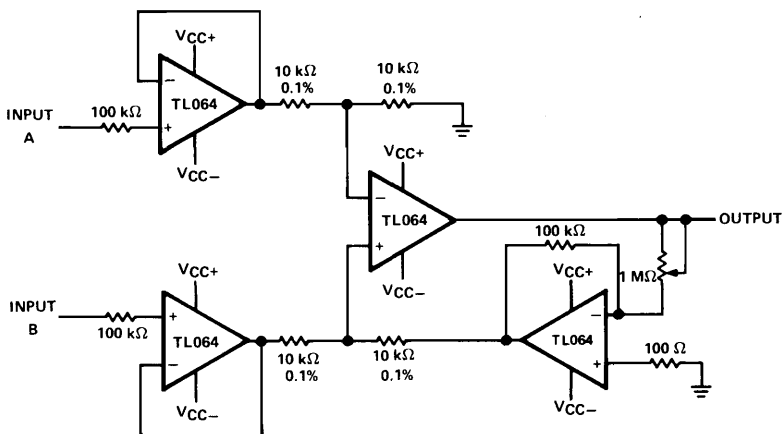 VCC+
TL064
VCC−
INPUT
A
100 kΩ
10 kΩ
0.1%
10 kΩ
0.1%
VCC+
TL064
VCC−
OUTPUT
100 kΩ
1 MΩ
VCC+
TL064
VCC−
100 Ω
INPUT
B
100 kΩ
VCC+
TL064
VCC−
10 kΩ
0.1%
10 kΩ
0.1%